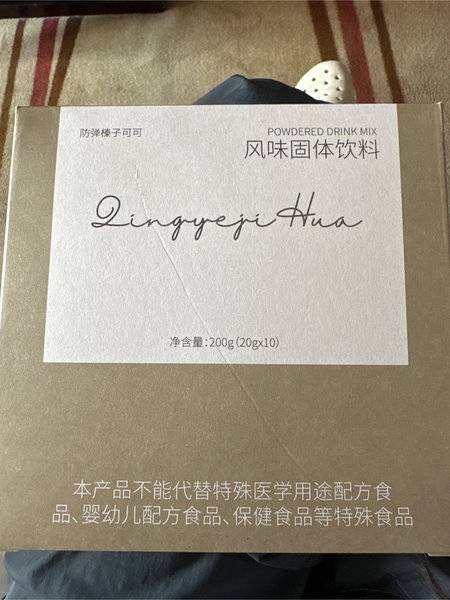 防弹榛子可可
POWDERED DRINK MIX
风味固体饮料
Qingyeji Hua
净含量:200g(20gx10)
本产品不能代替特殊医学用途配方食
品、婴幼儿配方食品、保健食品等特殊食品